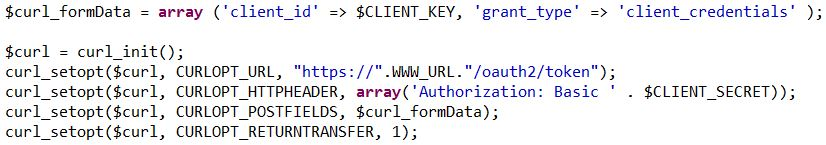 $curl_formData = array ('client_id' => $CLIENT_KEY, 'grant_type' => 'client_credentials' );
$curl = curl_init();
curl_setopt($curl, CURLOPT_URL, "https://".WWW_URL."/oauth2/token");
curl_setopt($curl, CURLOPT_HTTPHEADER, array('Authorization: Basic ' . $CLIENT_SECRET));
curl_setopt($curl, CURLOPT_POSTFIELDS, $curl_formData);
curl_setopt($curl, CURLOPT_RETURNTRANSFER, 1);